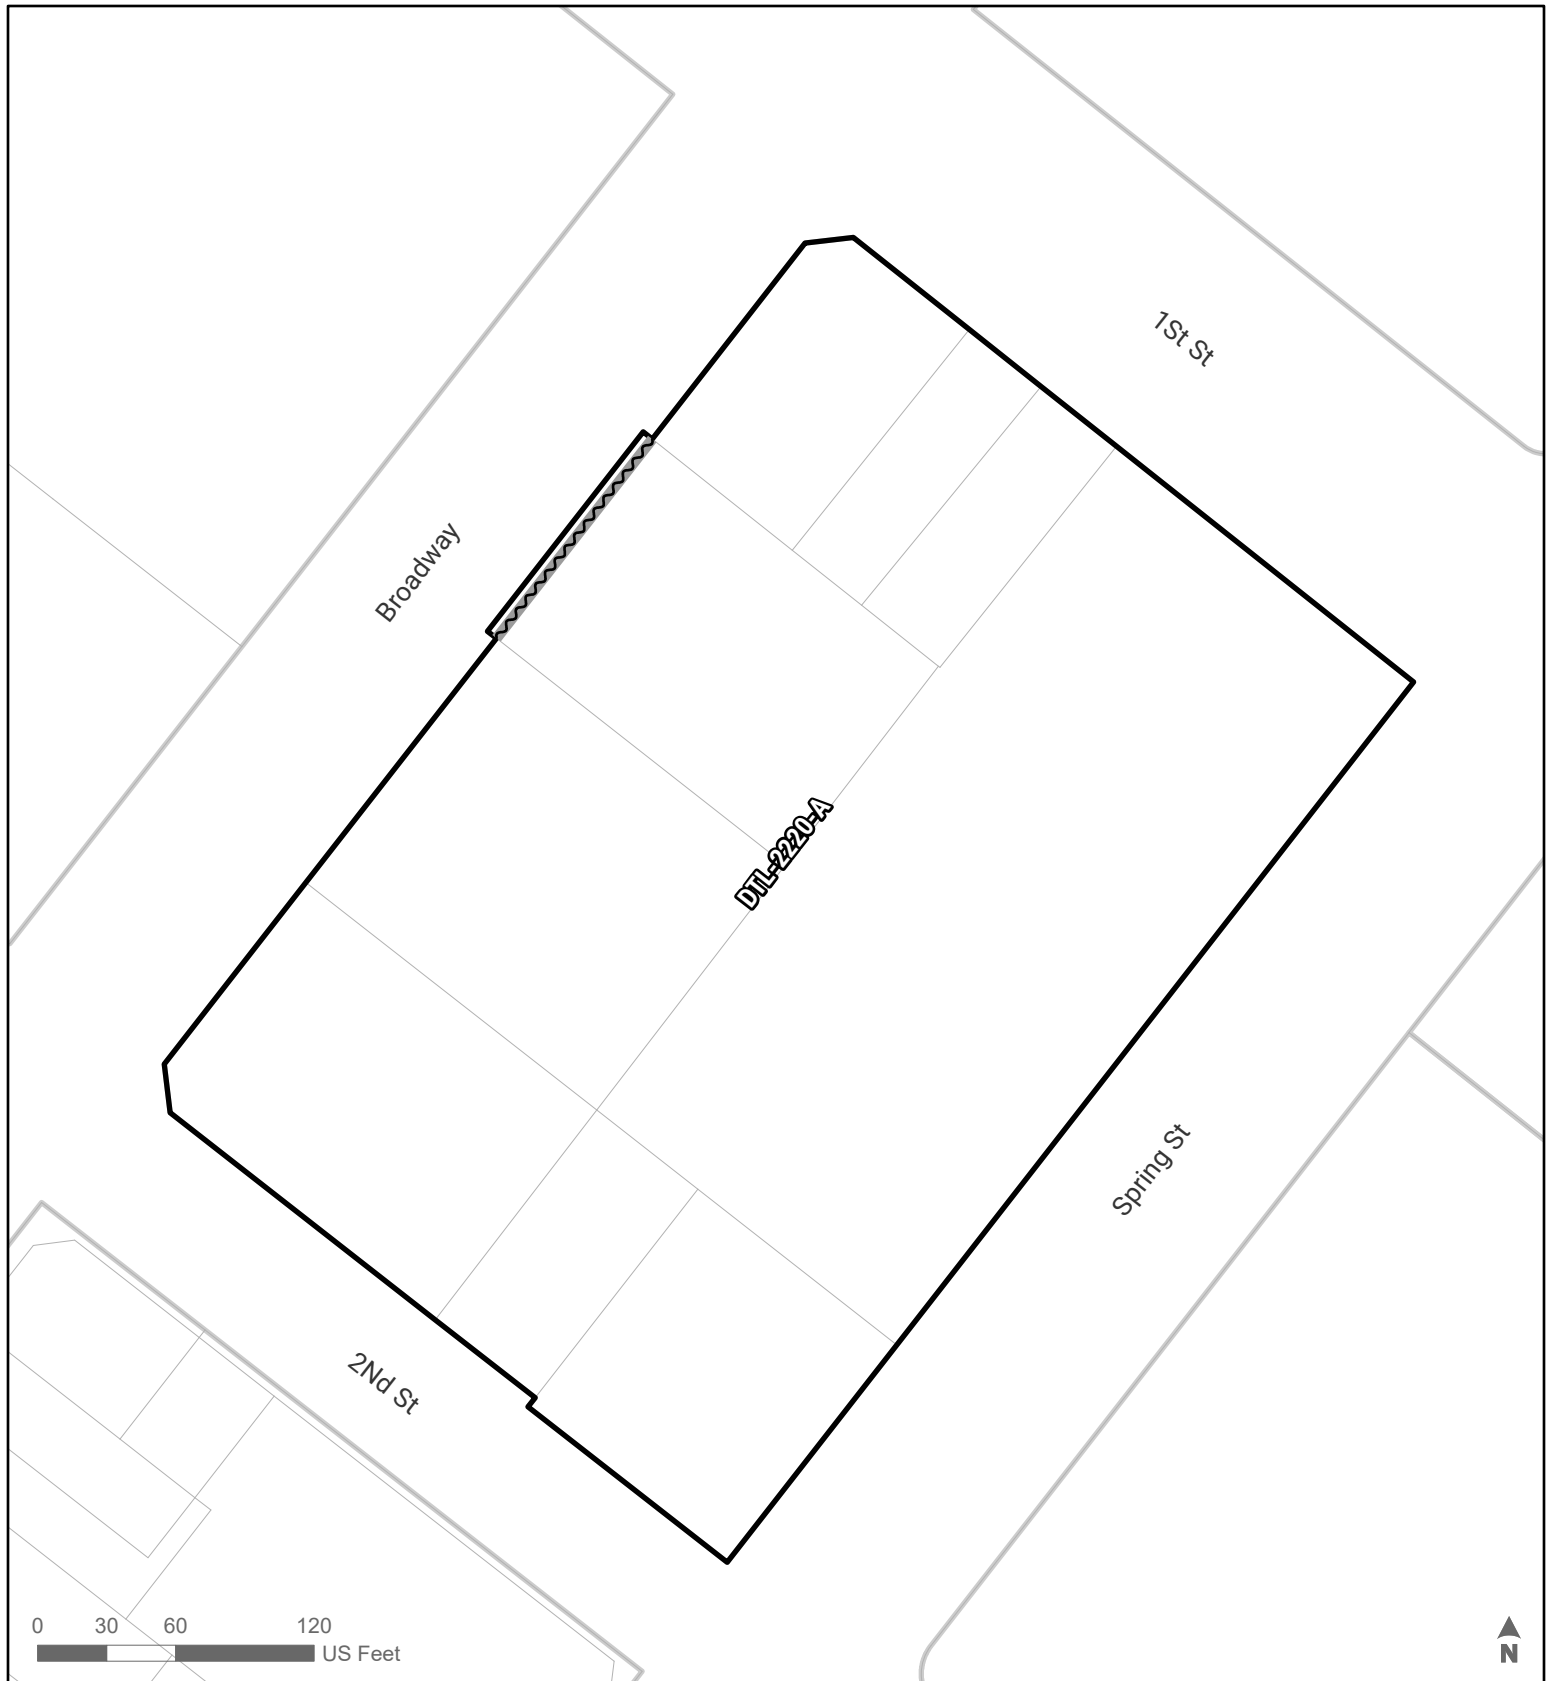 1St St
Broadway
DTL-2220-A
Spring St
2Nd St
0 30 60 120
US Feet
N